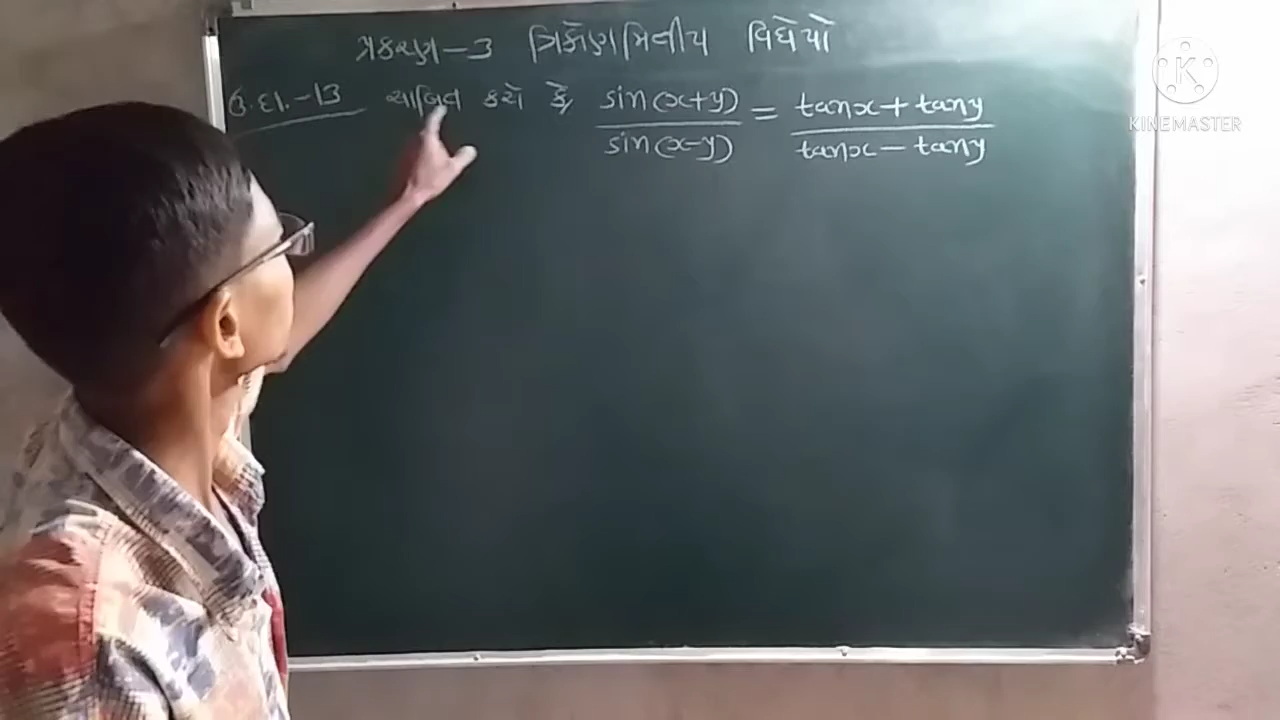 પ્રકરણ-3 ત્રિકોણમિતીય વિધેયો
ઉ.દા.-13 સાબિત કરો કે, sin(x+y)/sin(x-y) = tanx + tany/tanx - tany
KINEMASTER